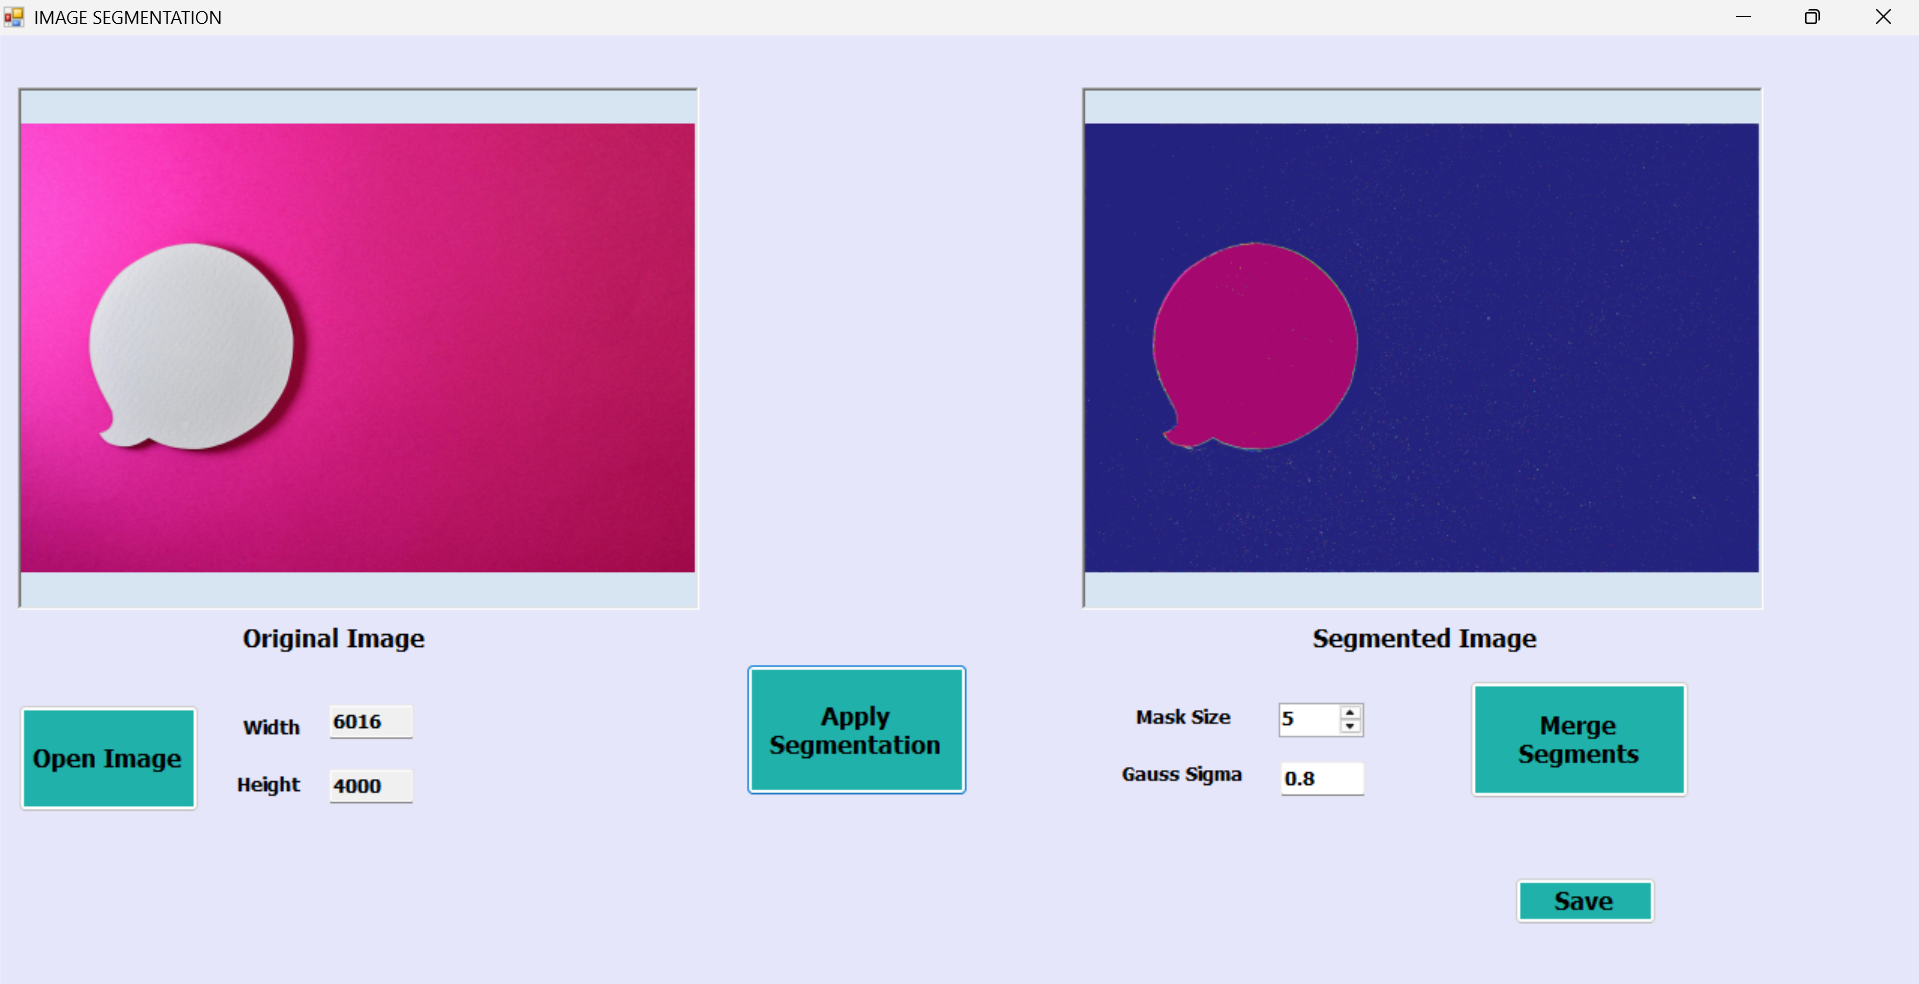 IMAGE SEGMENTATION
Original Image
Segmented Image
Open Image
Width
6016
Height
4000
Apply
Segmentation
Mask Size
5
Gauss Sigma
0.8
Merge
Segments
Save